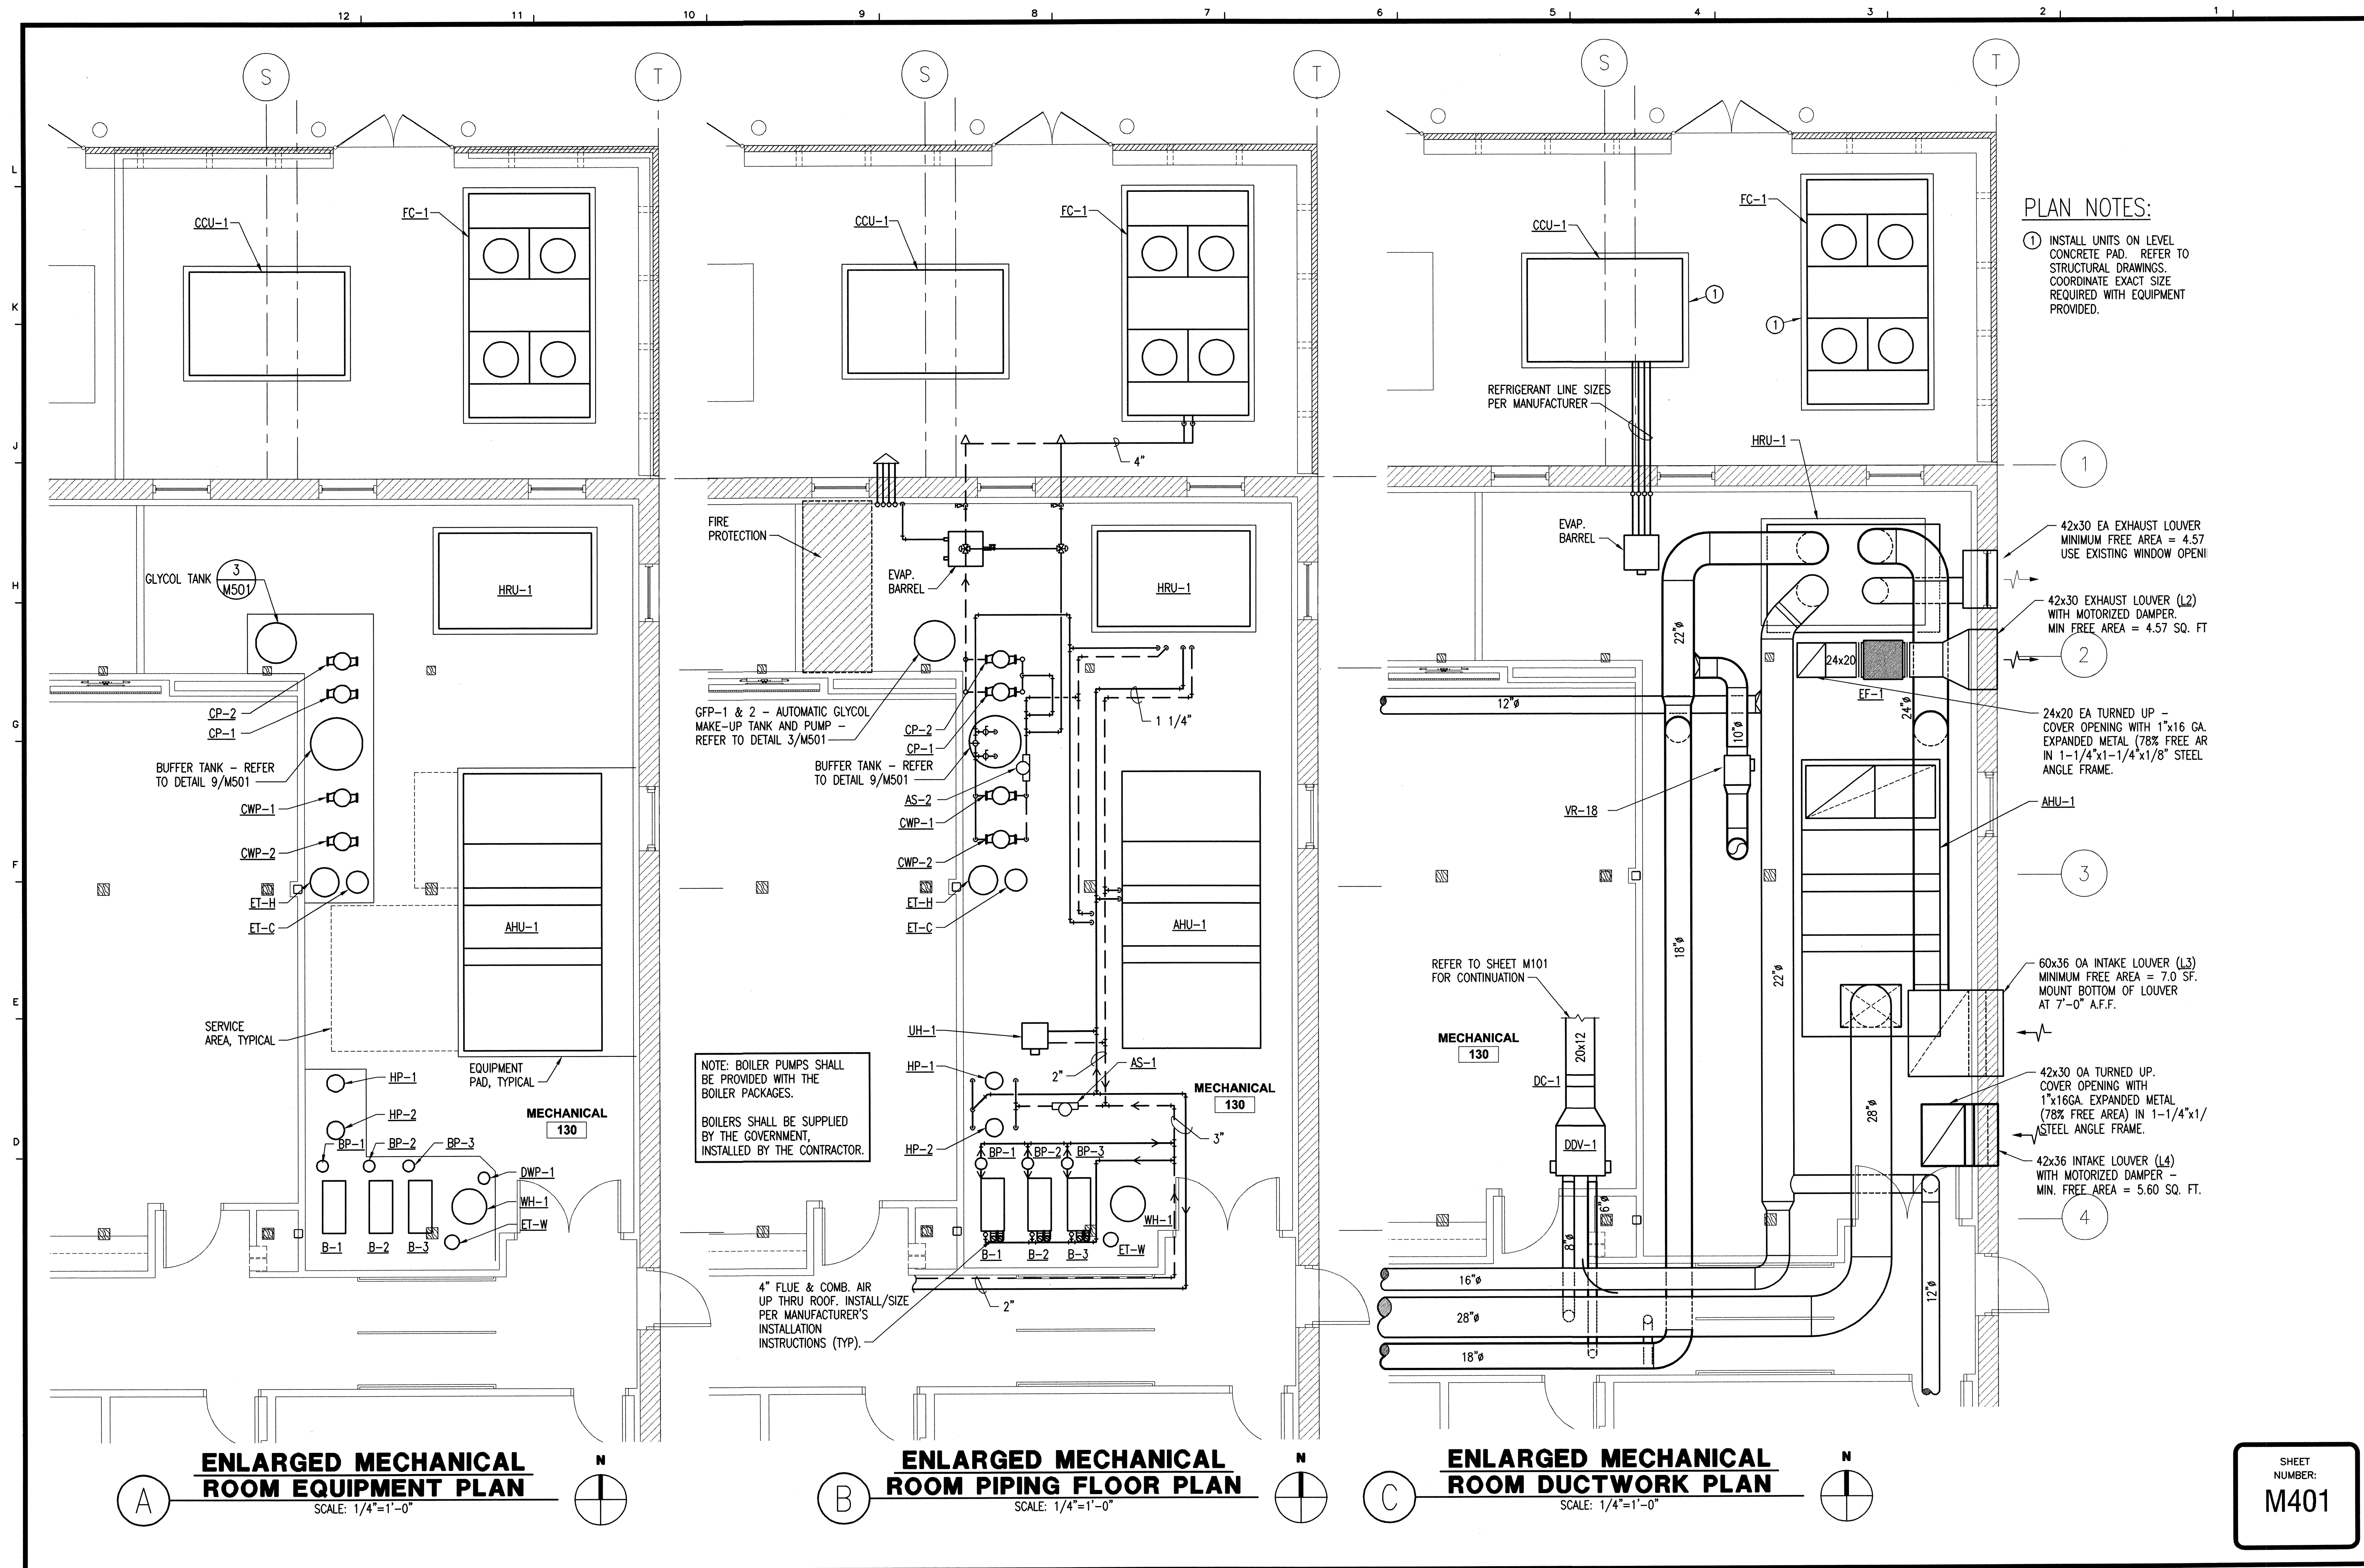 12
11
10
9
8
7
6
5
4
3
2
1
L
K
J
H
G
F
E
D
S
T
CCU-1
FC-1
GLYCOL TANK
3
M501
HRU-1
CP-2
CP-1
BUFFER TANK – REFER
TO DETAIL 9/M501
CWP-1
CWP-2
ET-H
ET-C
AHU-1
SERVICE
AREA, TYPICAL
EQUIPMENT
PAD, TYPICAL
HP-1
HP-2
MECHANICAL
130
BP-1
BP-2
BP-3
DWP-1
WH-1
ET-W
B-1
B-2
B-3
A
ENLARGED MECHANICAL
ROOM EQUIPMENT PLAN
SCALE: 1/4"=1'-0"
N
S
T
CCU-1
FC-1
4"
FIRE
PROTECTION
EVAP.
BARREL
HRU-1
GFP-1 & 2 – AUTOMATIC GLYCOL
MAKE-UP TANK AND PUMP –
REFER TO DETAIL 3/M501
CP-2
CP-1
1 1/4"
BUFFER TANK – REFER
TO DETAIL 9/M501
AS-2
CWP-1
CWP-2
ET-H
ET-C
AHU-1
UH-1
NOTE: BOILER PUMPS SHALL
BE PROVIDED WITH THE
BOILER PACKAGES.
BOILERS SHALL BE SUPPLIED
BY THE GOVERNMENT,
INSTALLED BY THE CONTRACTOR.
HP-1
2"
AS-1
MECHANICAL
130
HP-2
3"
BP-1
BP-2
BP-3
WH-1
B-1
B-2
B-3
ET-W
4" FLUE & COMB. AIR
UP THRU ROOF. INSTALL/SIZE
PER MANUFACTURER'S
INSTALLATION
INSTRUCTIONS (TYP).
2"
B
ENLARGED MECHANICAL
ROOM PIPING FLOOR PLAN
SCALE: 1/4"=1'-0"
N
S
T
CCU-1
FC-1
1
1
REFRIGERANT LINE SIZES
PER MANUFACTURER
HRU-1
EVAP.
BARREL
22"ø
24x20
EF-1
12"ø
10"ø
24"ø
VR-18
18"ø
22"ø
REFER TO SHEET M101
FOR CONTINUATION
MECHANICAL
130
20x12
DC-1
DDV-1
28"ø
6"ø
8"ø
16"ø
28"ø
18"ø
12"ø
PLAN NOTES:
1 INSTALL UNITS ON LEVEL
CONCRETE PAD. REFER TO
STRUCTURAL DRAWINGS.
COORDINATE EXACT SIZE
REQUIRED WITH EQUIPMENT
PROVIDED.
1
42x30 EA EXHAUST LOUVER
MINIMUM FREE AREA = 4.57
USE EXISTING WINDOW OPENI
42x30 EXHAUST LOUVER (L2)
WITH MOTORIZED DAMPER.
MIN FREE AREA = 4.57 SQ. FT
2
24x20 EA TURNED UP –
COVER OPENING WITH 1"x16 GA.
EXPANDED METAL (78% FREE AR
IN 1-1/4"x1-1/4"x1/8" STEEL
ANGLE FRAME.
AHU-1
3
60x36 OA INTAKE LOUVER (L3)
MINIMUM FREE AREA = 7.0 SF.
MOUNT BOTTOM OF LOUVER
AT 7'-0" A.F.F.
42x30 OA TURNED UP.
COVER OPENING WITH
1"x16GA. EXPANDED METAL
(78% FREE AREA) IN 1-1/4"x1/
STEEL ANGLE FRAME.
42x36 INTAKE LOUVER (L4)
WITH MOTORIZED DAMPER –
MIN. FREE AREA = 5.60 SQ. FT.
4
C
ENLARGED MECHANICAL
ROOM DUCTWORK PLAN
SCALE: 1/4"=1'-0"
N
SHEET
NUMBER:
M401